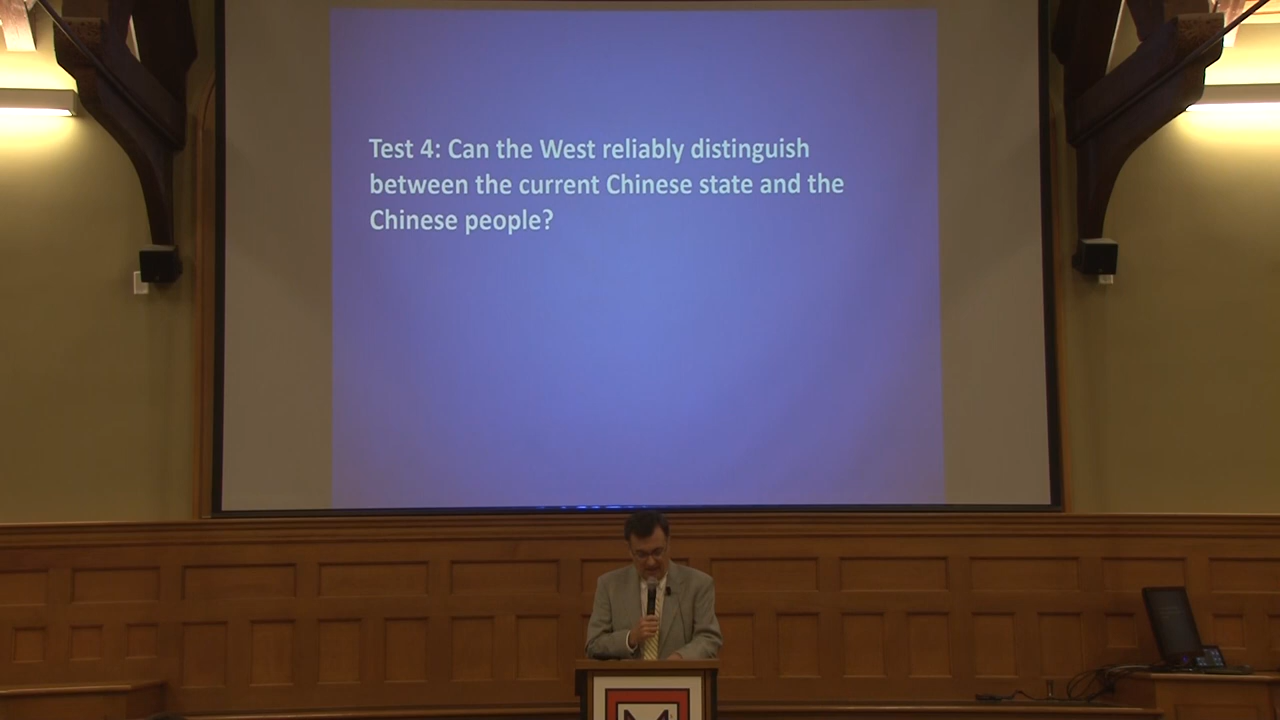 Test 4: Can the West reliably distinguish
between the current Chinese state and the
Chinese people?